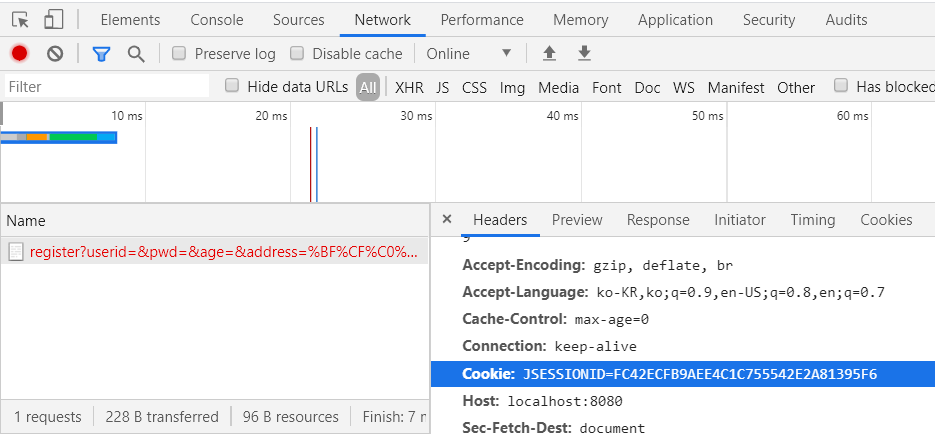 Elements Console Sources Network Performance Memory Application Security Audits
Preserve log Disable cache Online
Filter Hide data URLs All XHR JS CSS Img Media Font Doc WS Manifest Other Has blocked
10 ms 20 ms 30 ms 40 ms 50 ms 60 ms
Name
register?userid=&pwd=&age=&address=%BF%CF%C0%...
1 requests 228 B transferred 96 B resources Finish: 7 m
× Headers Preview Response Initiator Timing Cookies
9
Accept-Encoding: gzip, deflate, br
Accept-Language: ko-KR,ko;q=0.9,en-US;q=0.8,en;q=0.7
Cache-Control: max-age=0
Connection: keep-alive
Cookie: JSESSIONID=FC42ECFB9AEE4C1C755542E2A81395F6
Host: localhost:8080
Sec-Fetch-Dest: document